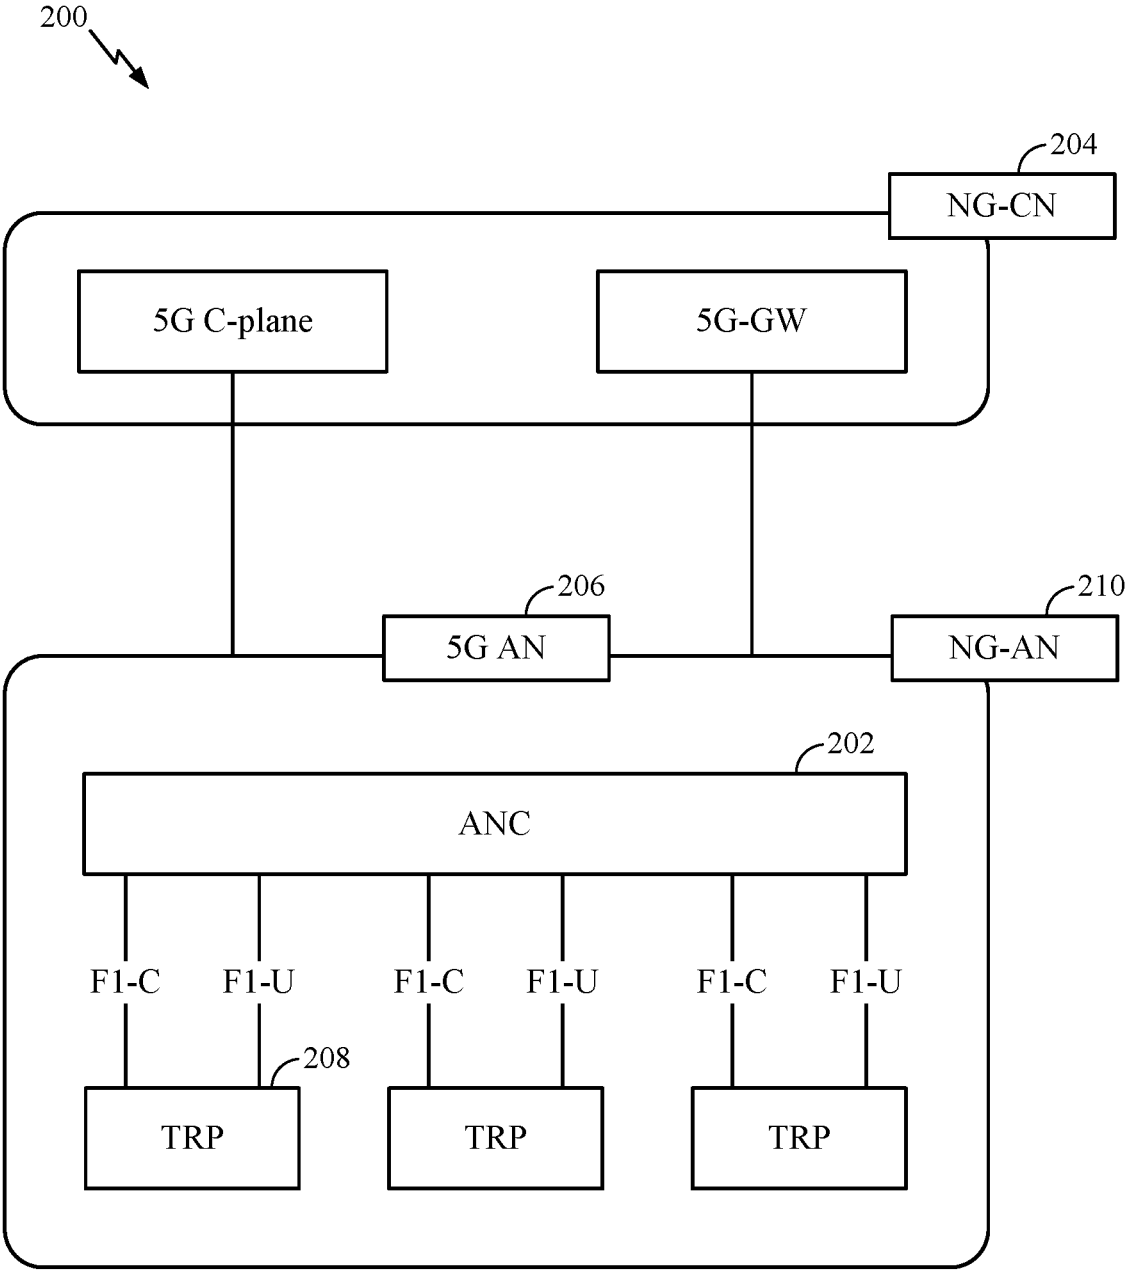 200
204
NG-CN
5G C-plane
5G-GW
206
210
5G AN
NG-AN
202
ANC
F1-C
F1-U
F1-C
F1-U
F1-C
F1-U
208
TRP
TRP
TRP